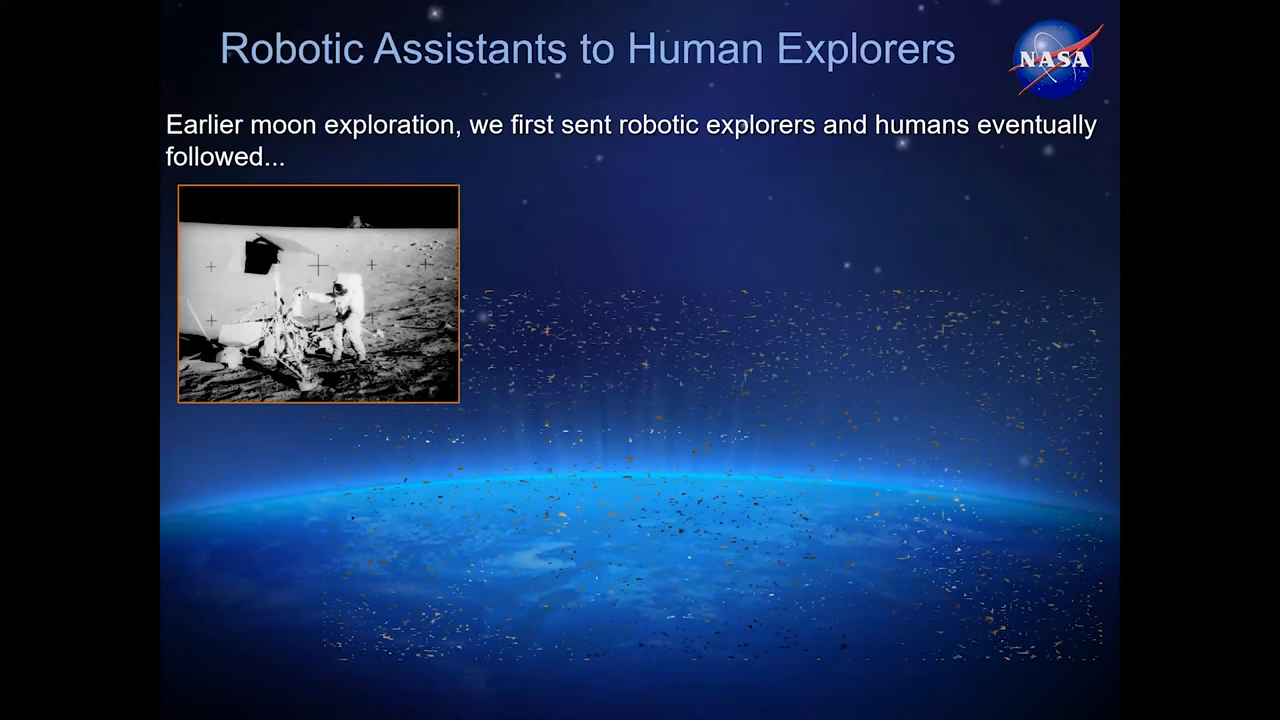 Robotic Assistants to Human Explorers
NASA
Earlier moon exploration, we first sent robotic explorers and humans eventually
followed...